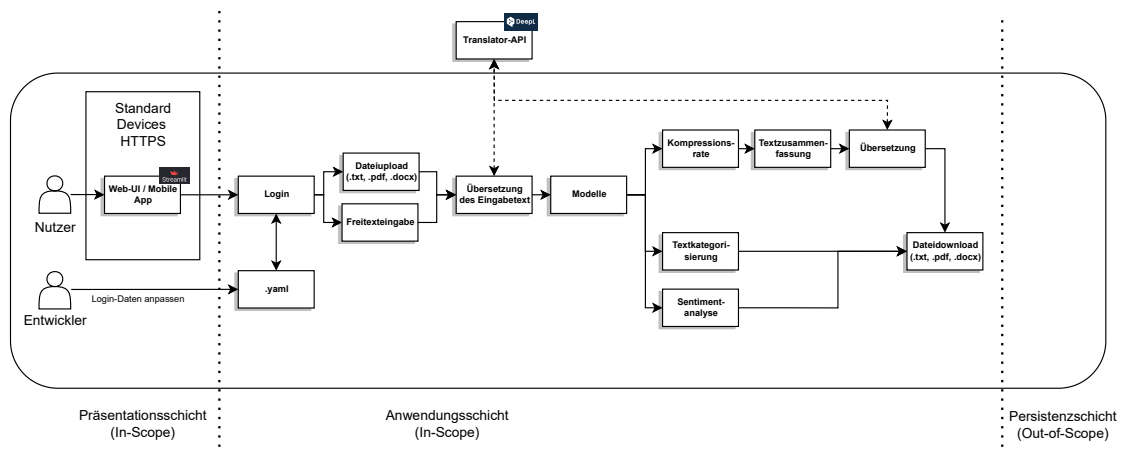 DeepL
Translator-API
Standard
Devices
HTTPS
Streamlit
Web-UI / Mobile
App
Nutzer
Login
Dateiupload
(.txt, .pdf, .docx)
Freitexteingabe
Übersetzung
des Eingabetext
Modelle
Kompressions-
rate
Textzusammen-
fassung
Übersetzung
Textkategori-
sierung
Dateidownload
(.txt, .pdf, .docx)
Sentiment-
analyse
Entwickler
Login-Daten anpassen
.yaml
Präsentationsschicht
(In-Scope)
Anwendungsschicht
(In-Scope)
Persistenzschicht
(Out-of-Scope)